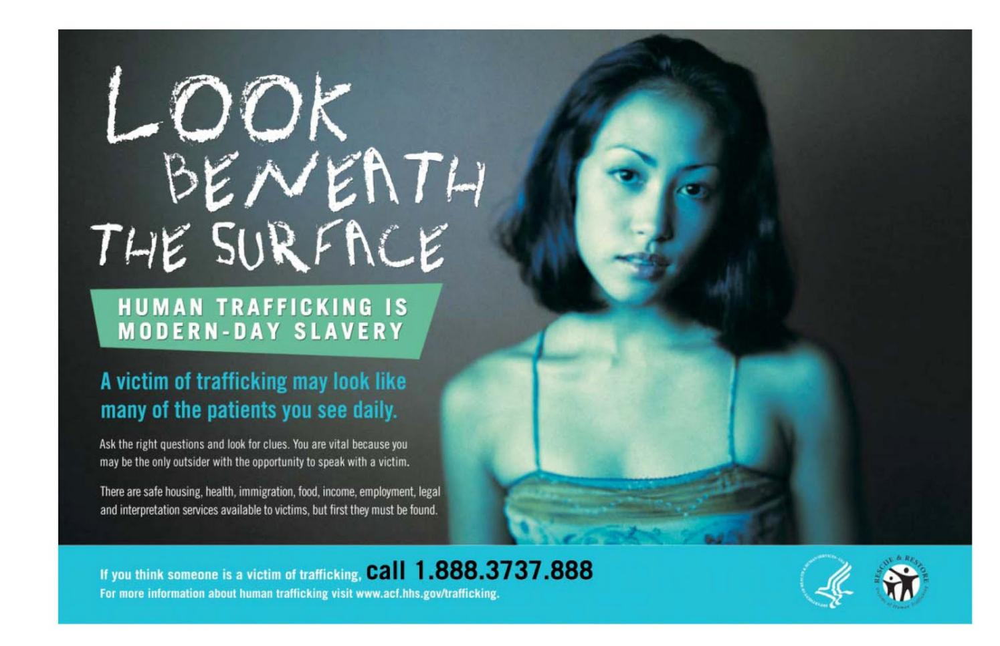 LOOK
BENEATH
THE SURFACE
HUMAN TRAFFICKING IS
MODERN-DAY SLAVERY
A victim of trafficking may look like
many of the patients you see daily.
Ask the right questions and look for clues. You are vital because you
may be the only outsider with the opportunity to speak with a victim.
There are safe housing, health, immigration, food, income, employment, legal
and interpretation services available to victims, but first they must be found.
If you think someone is a victim of trafficking, call 1.888.3737.888
For more information about human trafficking visit www.acf.hhs.gov/trafficking.
RESCUE & RESTORE
Victims of Human Trafficking